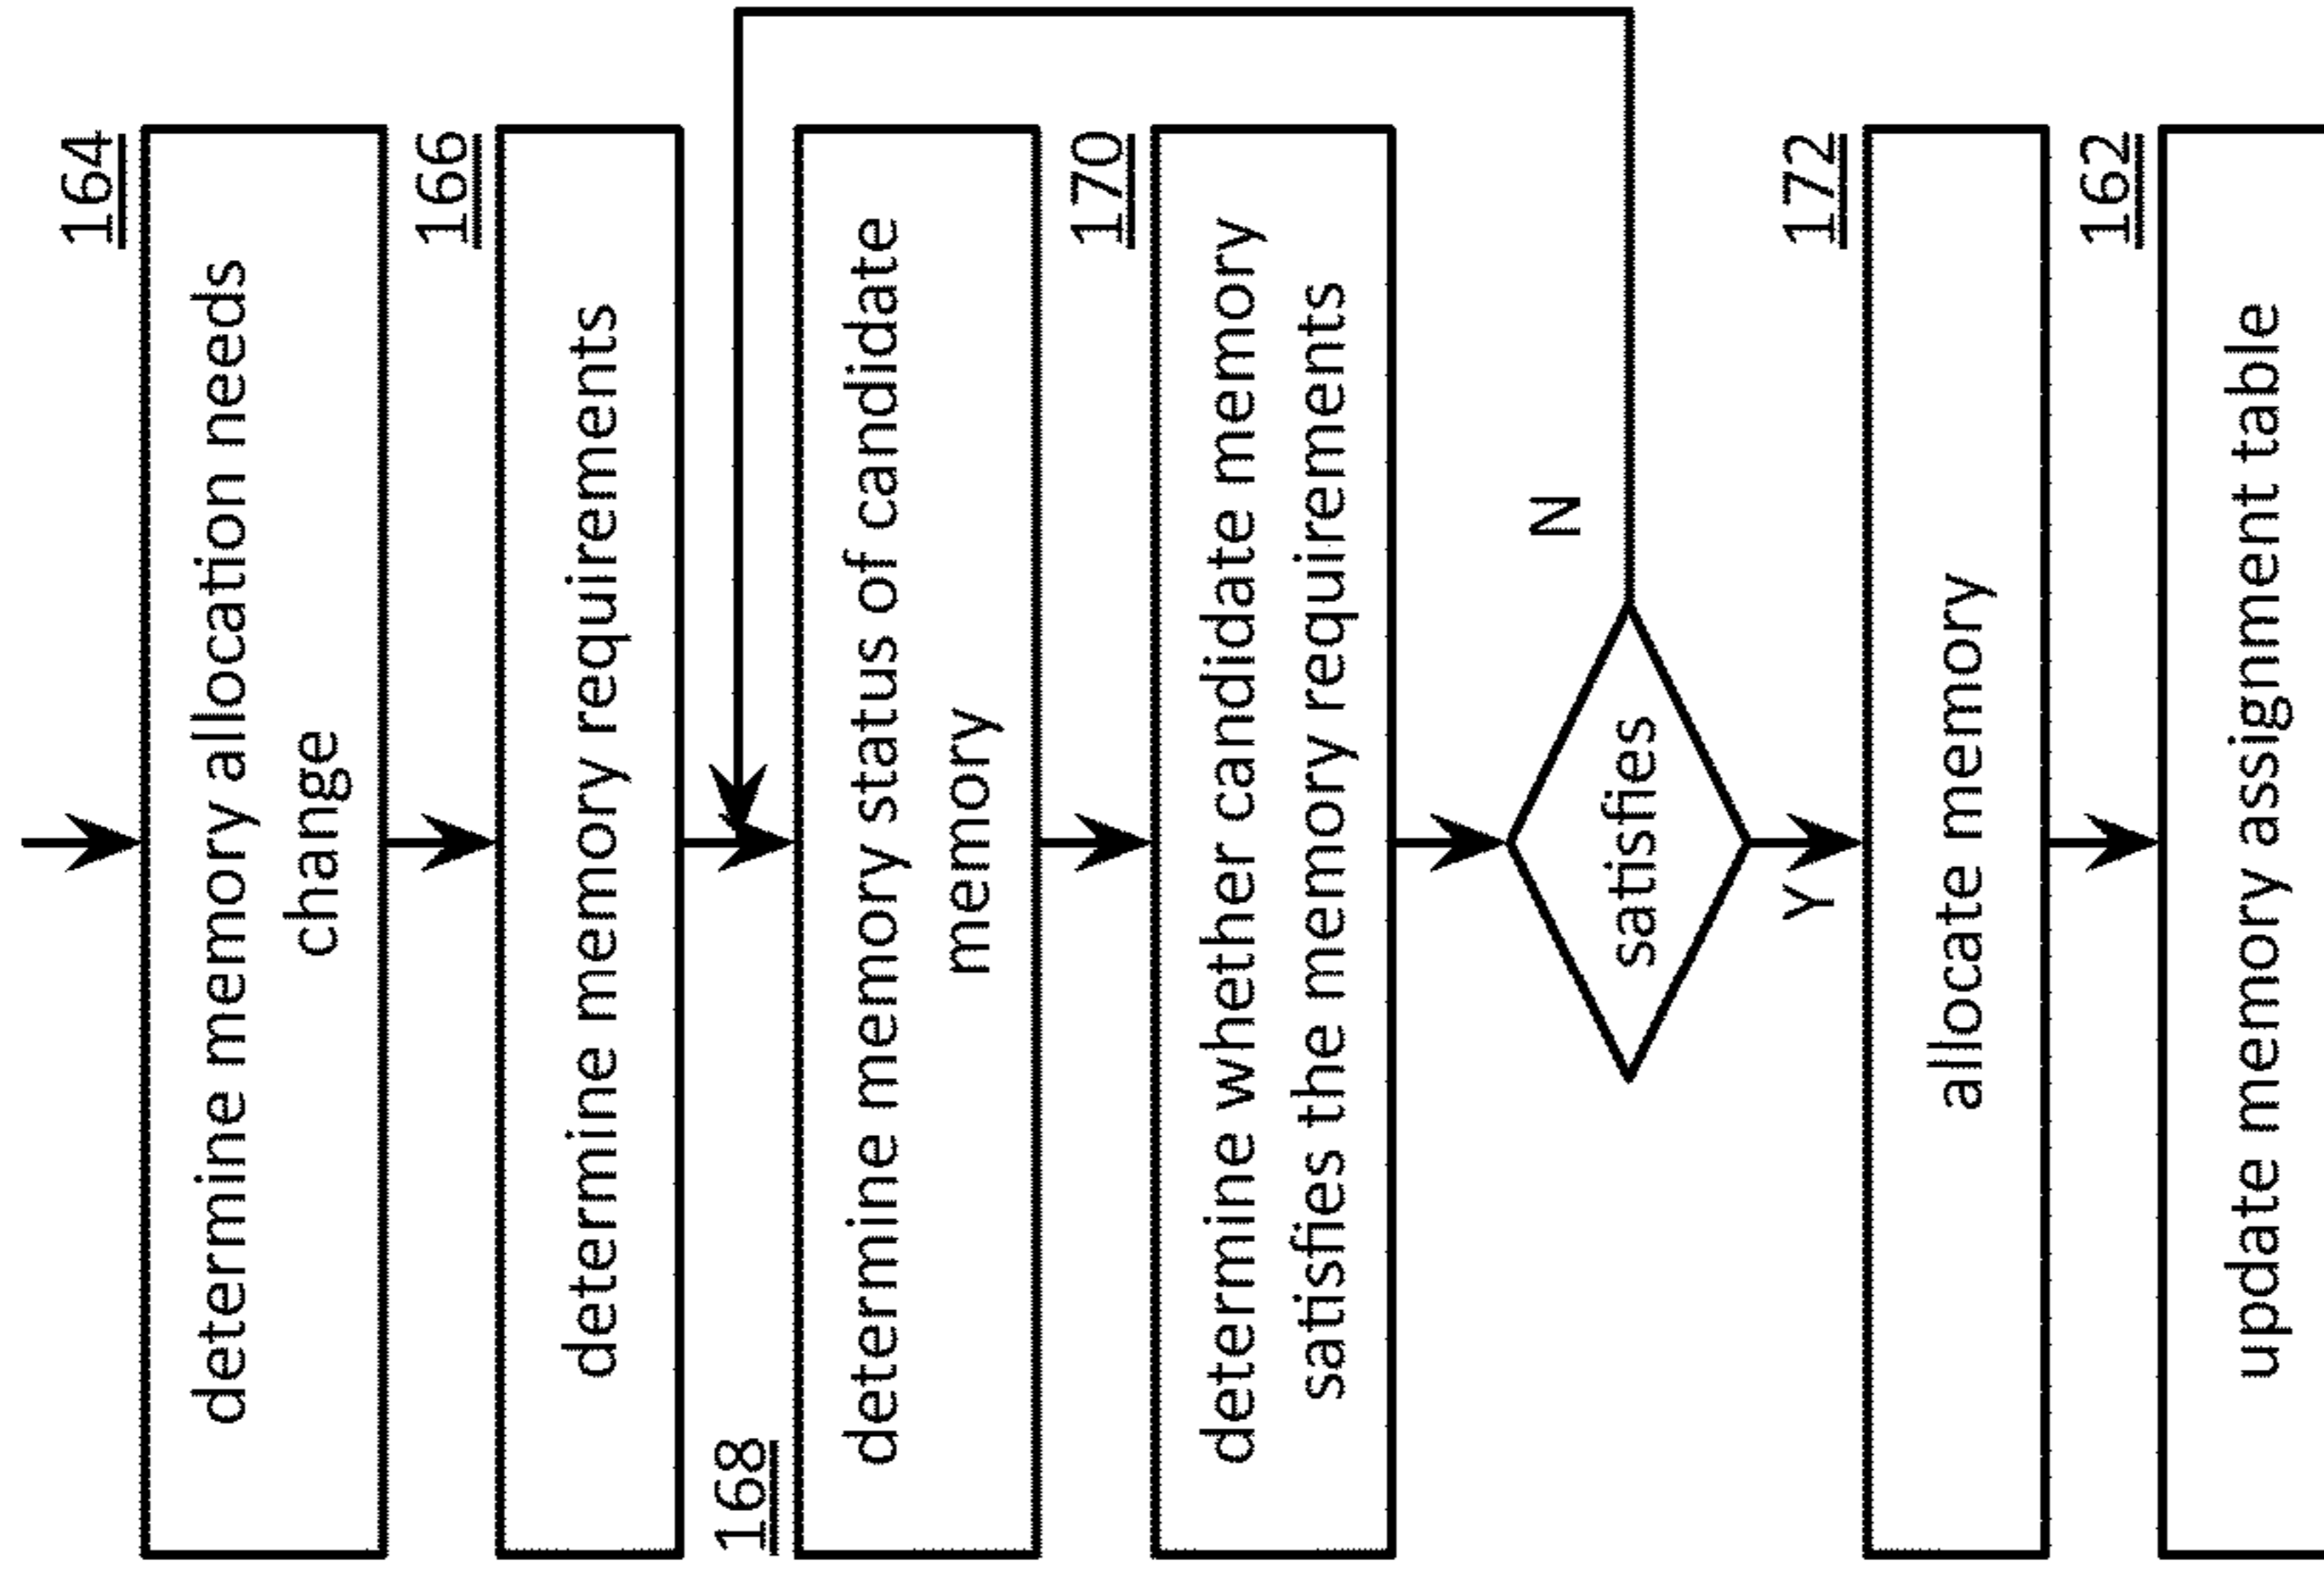 164
determine memory allocation needs
change
166
determine memory requirements
168
determine memory status of candidate
memory
170
determine whether candidate memory
satisfies the memory requirements
satisfies
N
Y
172
allocate memory
162
update memory assignment table